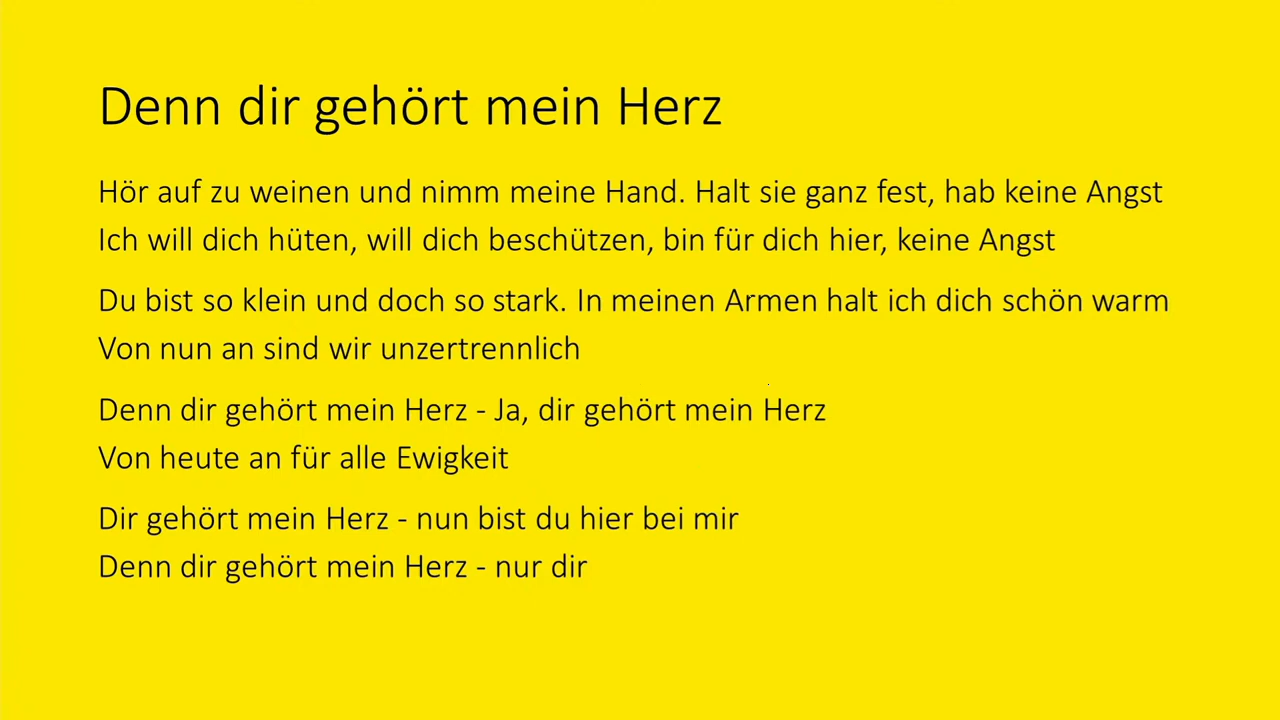 Denn dir gehört mein Herz
Hör auf zu weinen und nimm meine Hand. Halt sie ganz fest, hab keine Angst
Ich will dich hüten, will dich beschützen, bin für dich hier, keine Angst
Du bist so klein und doch so stark. In meinen Armen halt ich dich schön warm
Von nun an sind wir unzertrennlich
Denn dir gehört mein Herz - Ja, dir gehört mein Herz
Von heute an für alle Ewigkeit
Dir gehört mein Herz - nun bist du hier bei mir
Denn dir gehört mein Herz - nur dir